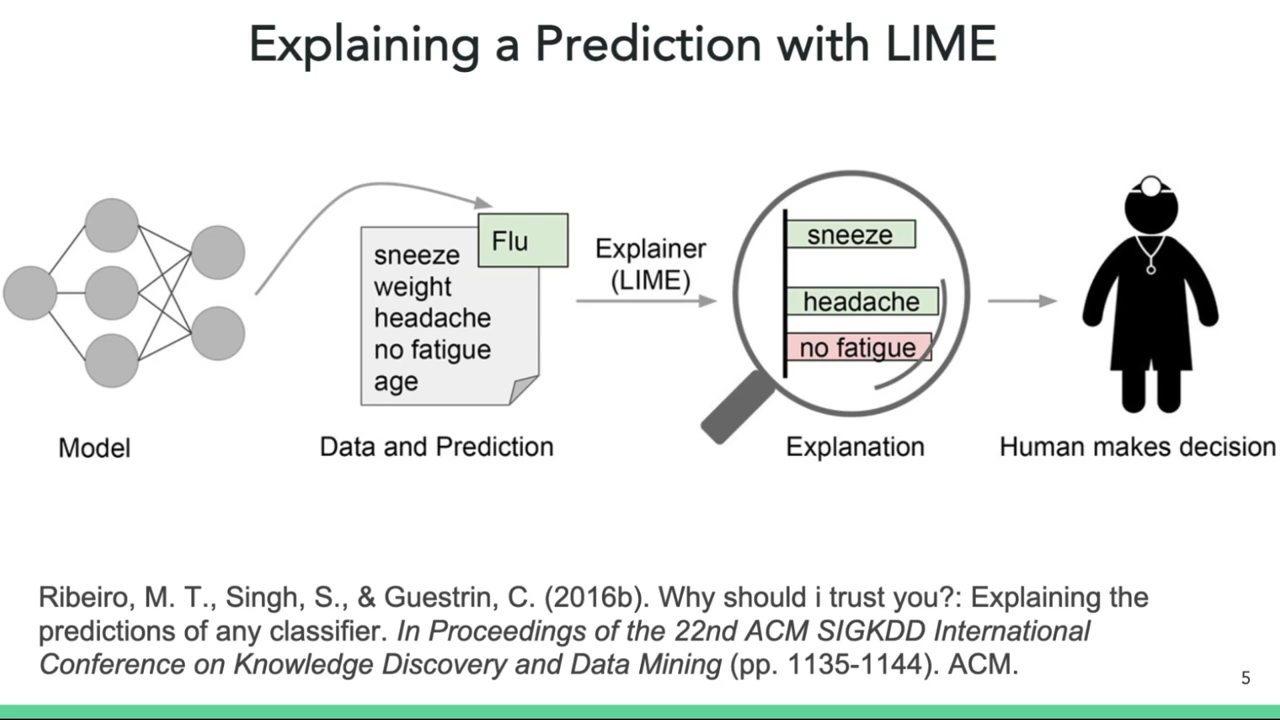 Explaining a Prediction with LIME
Flu
sneeze
weight
headache
no fatigue
age
Explainer
(LIME)
sneeze
headache
no fatigue
Model
Data and Prediction
Explanation
Human makes decision
Ribeiro, M. T., Singh, S., & Guestrin, C. (2016b). Why should i trust you?: Explaining the
predictions of any classifier. In Proceedings of the 22nd ACM SIGKDD International
Conference on Knowledge Discovery and Data Mining (pp. 1135-1144). ACM.
5